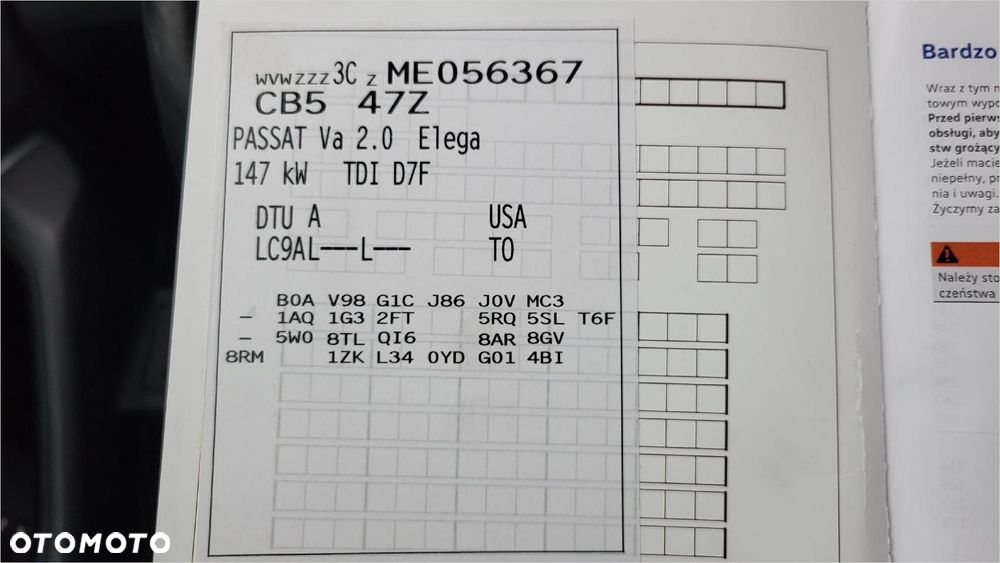 WVWZZZ3CZME056367
CB5 47Z
PASSAT Va 2.0 Elega
147 kW TDI D7F
DTU A USA
LC9AL---L--- TO
B0A V98 G1C J86 J0V MC3
- 1AQ 1G3 2FT 5RQ 5SL T6F
- 5W0 8TL QI6 8AR 8GV
8RM 1ZK L34 0YD G01 4BI
Bardzo
Wraz z tym
towym wypo
Przed pierws
obsługi, aby
stw grożący
Jeżeli macie
niepełny, pr
nia i uwagi.
Życzymy za
Należy sto
czeństwa
OTOMOTO